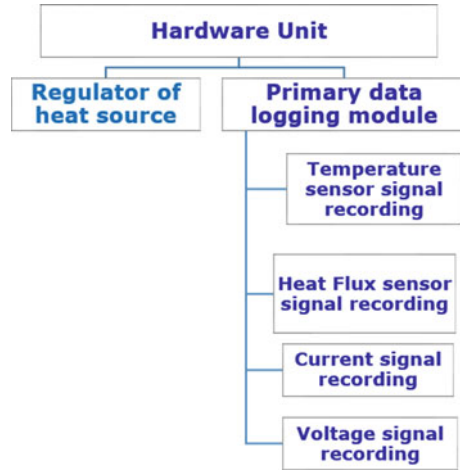 Hardware Unit
Regulator of
heat source
Primary data
logging module
Temperature
sensor signal
recording
Heat Flux sensor
signal recording
Current signal
recording
Voltage signal
recording